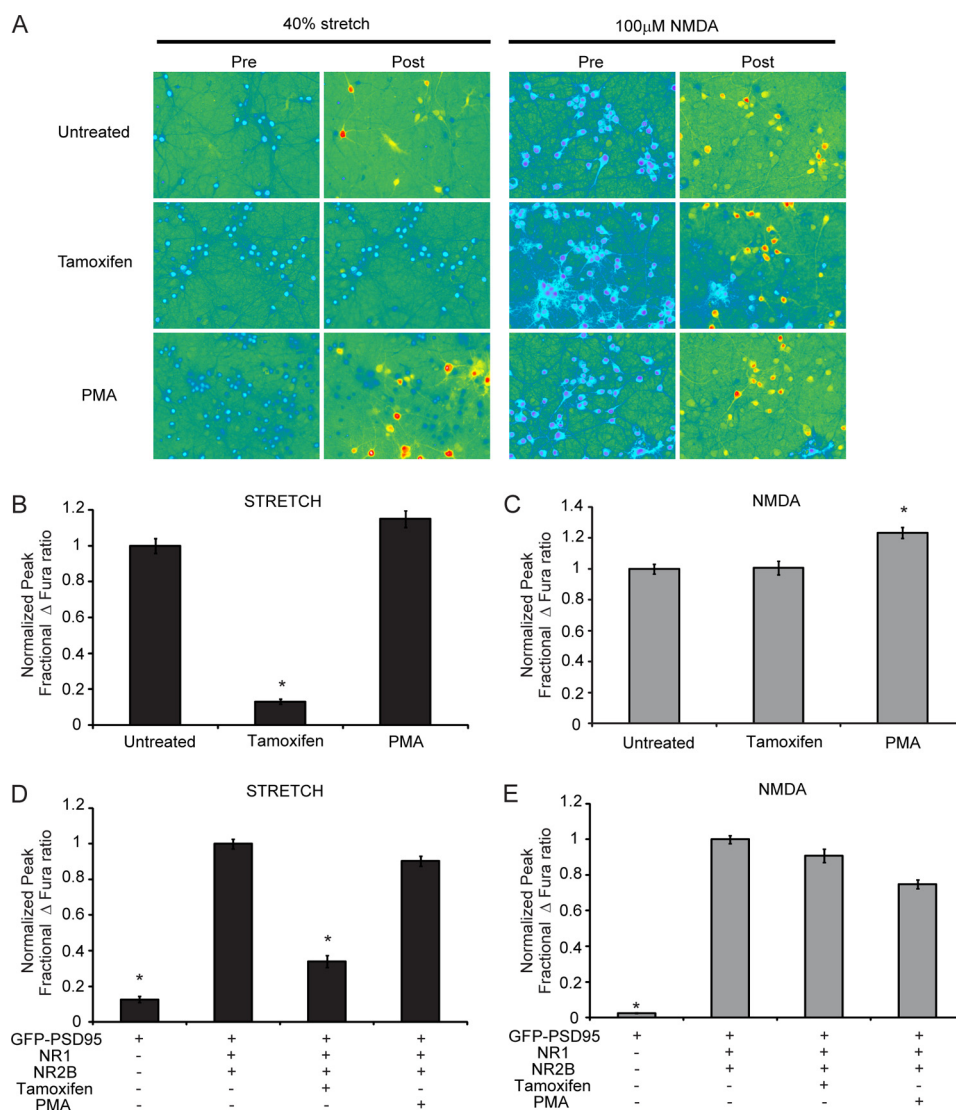 A
40% stretch 100μM NMDA
Pre Post Pre Post
Untreated
Tamoxifen
PMA
B STRETCH
Normalized Peak
Fractional Δ Fura ratio
1.2
1
0.8
0.6
0.4
0.2
0
*
Untreated Tamoxifen PMA
C NMDA
Normalized Peak
Fractional Δ Fura ratio
1.4
1.2
1
0.8
0.6
0.4
0.2
0
*
Untreated Tamoxifen PMA
D STRETCH
Normalized Peak
Fractional Δ Fura ratio
1.2
1
0.8
0.6
0.4
0.2
0
* *
GFP-PSD95 + + + +
NR1 - + + +
NR2B - + + +
Tamoxifen - - + -
PMA - - - +
E NMDA
Normalized Peak
Fractional Δ Fura ratio
1.2
1
0.8
0.6
0.4
0.2
0
*
GFP-PSD95 + + + +
NR1 - + + +
NR2B - + + +
Tamoxifen - - + -
PMA - - - +